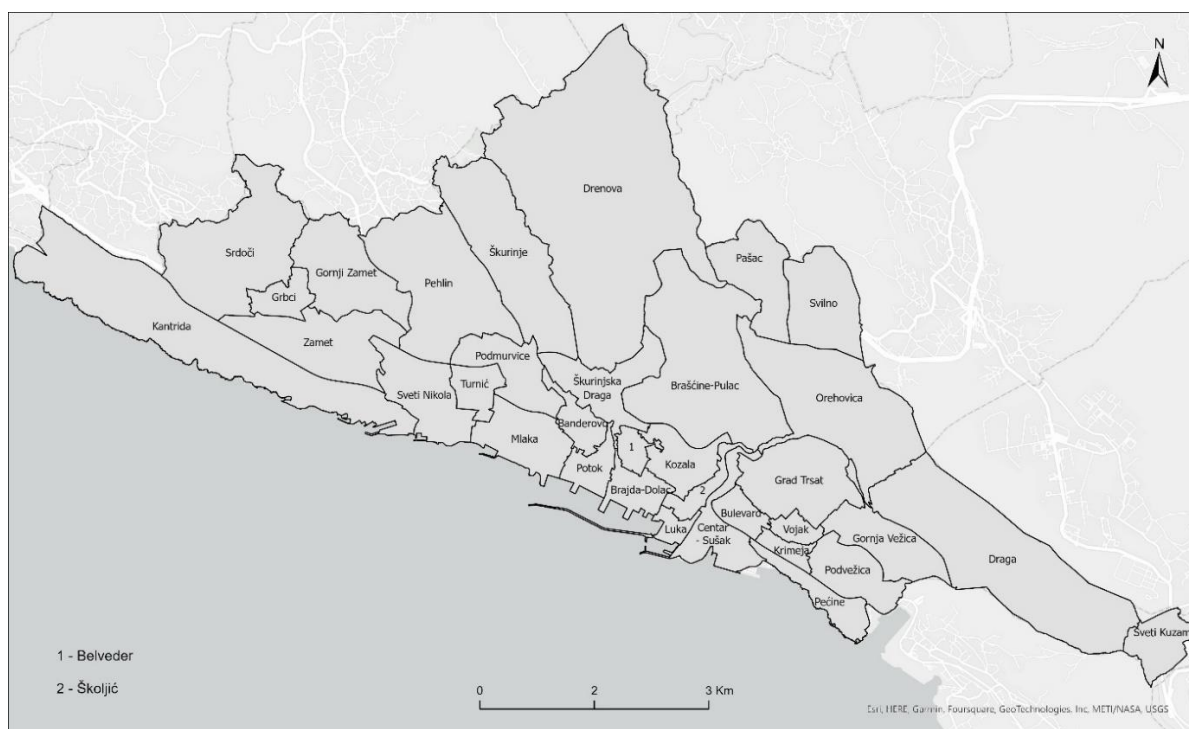 N
Drenova
Srdoči
Gornji Zamet
Škurinje
Pašac
Pehlin
Svilno
Grbci
Kantrida
Zamet
Podmurvice
Škurinjska
Draga
Brašćine-Pulac
Turnić
Sveti Nikola
Orehovica
Banderovo
Mlaka
1
Kozala
Potok
Grad Trsat
Brajda-Dolac
2
Bulevard
Luka
Centar
- Sušak
Vojak
Gornja Vežica
Krimeja
Draga
Podvežica
Pećine
Sveti Kuzam
1 - Belveder
2 - Školjić
0 2 3 Km
Esri, HERE, Garmin, Foursquare, GeoTechnologies, Inc, METI/NASA, USGS